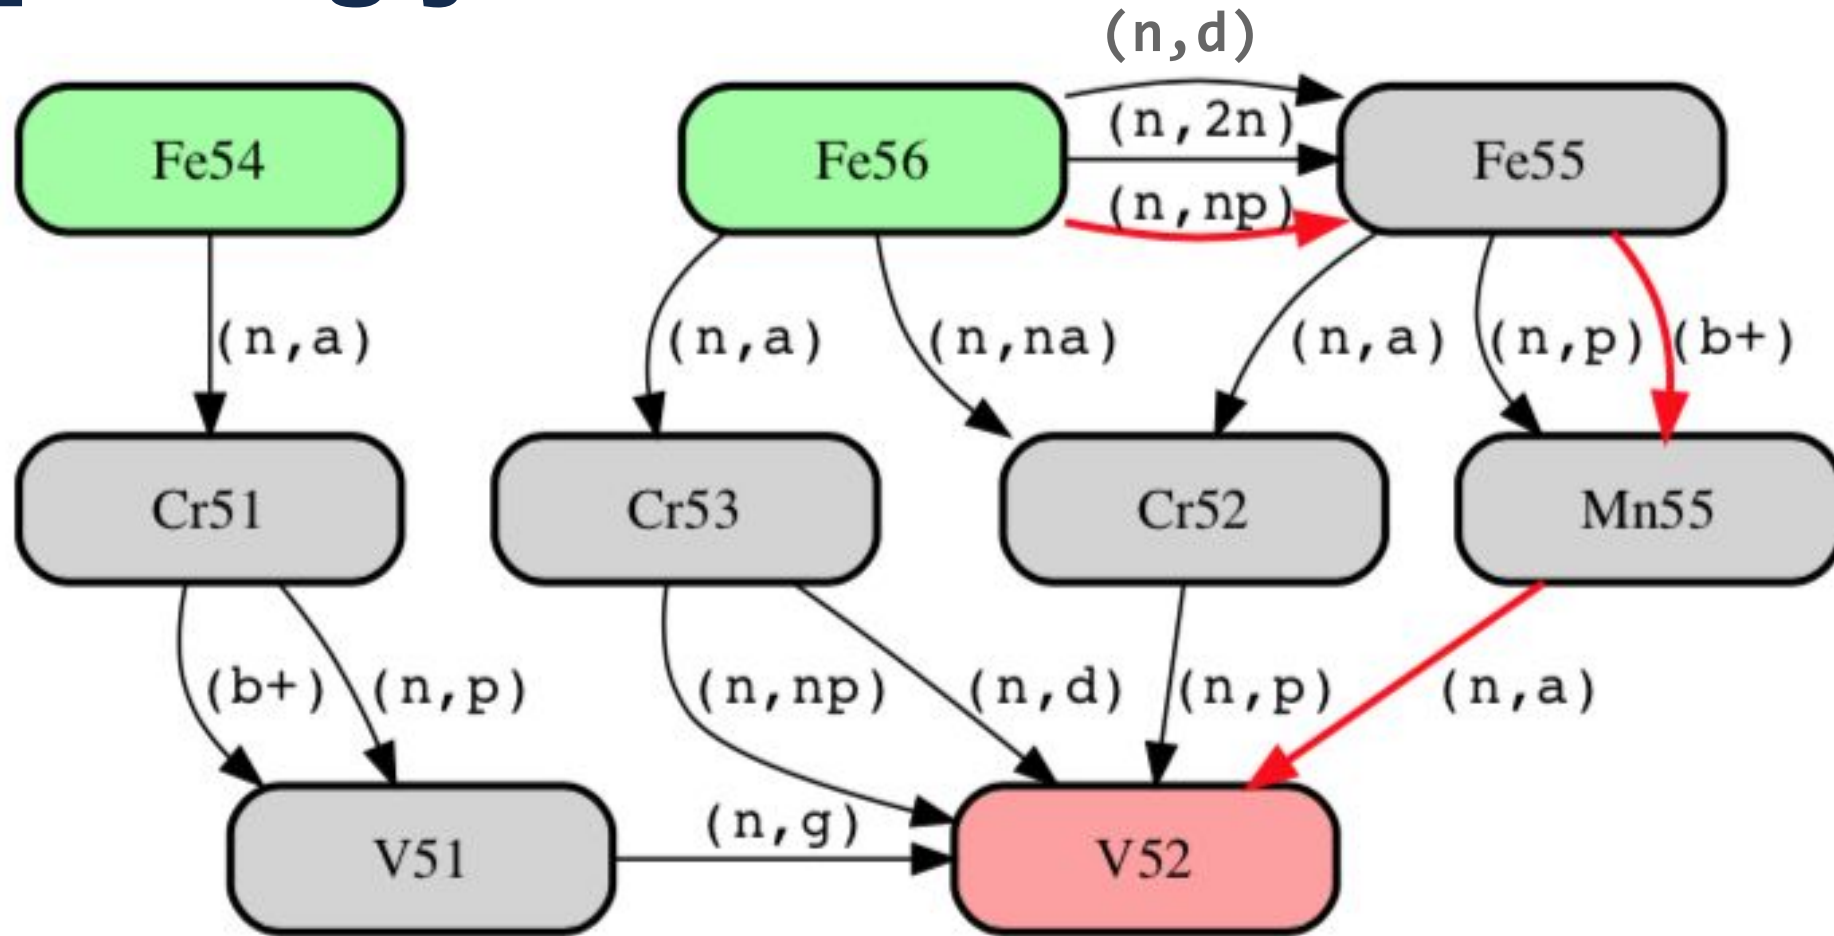 (n,d)
Fe54
Fe56
(n,2n)
Fe55
(n,np)
(n,a)
(n,a)
(n,na)
(n,a)
(n,p)
(b+)
Cr51
Cr53
Cr52
Mn55
(b+)
(n,p)
(n,np)
(n,d)
(n,p)
(n,a)
(n,g)
V51
V52